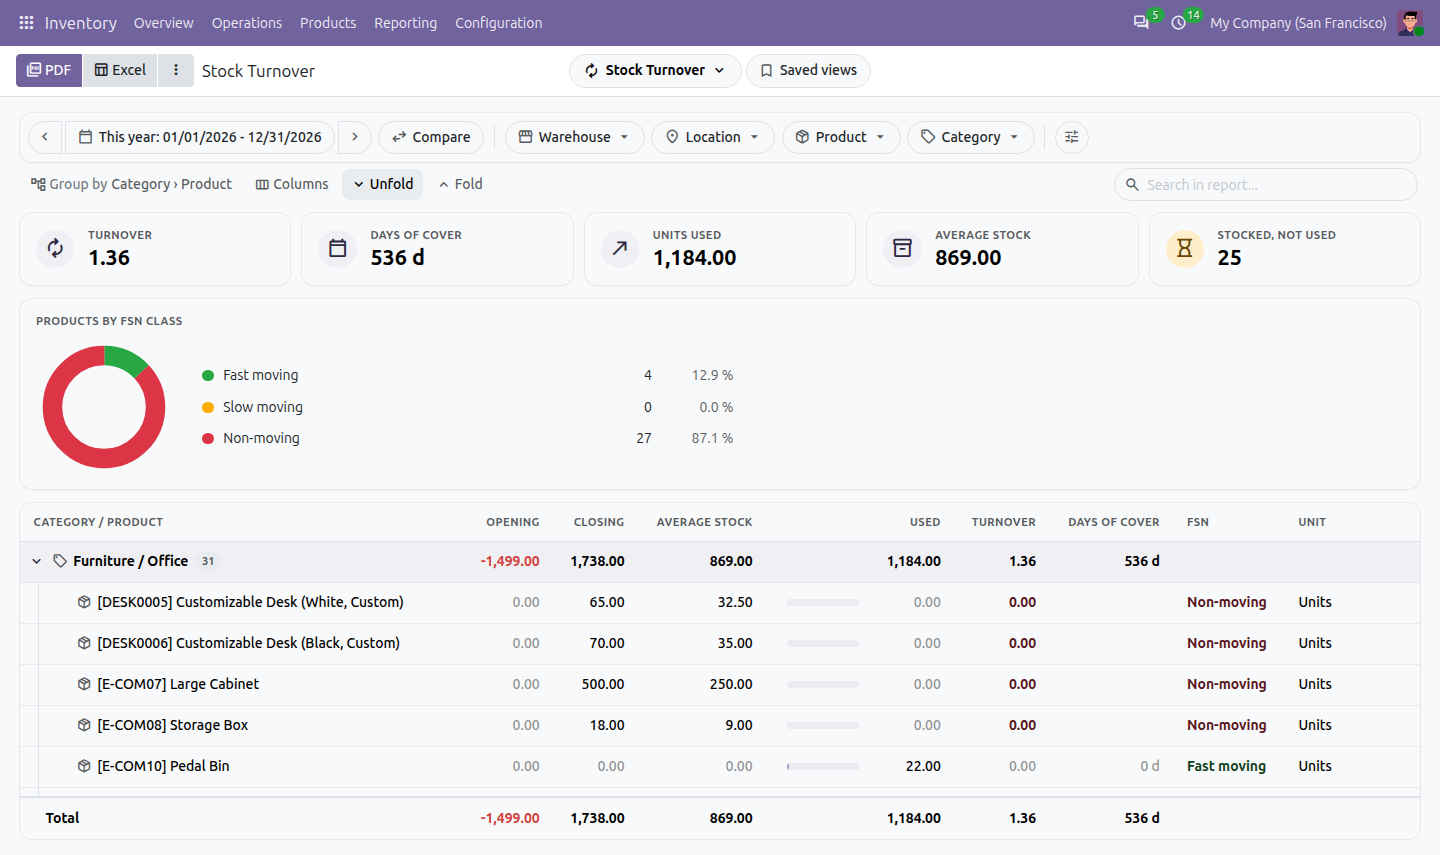 Inventory Overview Operations Products Reporting Configuration 5 14 My Company (San Francisco)
PDF Excel Stock Turnover Stock Turnover Saved views
This year: 01/01/2026 - 12/31/2026 Compare Warehouse Location Product Category
Group by Category › Product Columns Unfold Fold Search in report...
TURNOVER DAYS OF COVER UNITS USED AVERAGE STOCK STOCKED, NOT USED
1.36 536 d 1,184.00 869.00 25
PRODUCTS BY FSN CLASS
Fast moving 4 12.9 %
Slow moving 0 0.0 %
Non-moving 27 87.1 %
CATEGORY / PRODUCT OPENING CLOSING AVERAGE STOCK USED TURNOVER DAYS OF COVER FSN UNIT
Furniture / Office 31 -1,499.00 1,738.00 869.00 1,184.00 1.36 536 d
[DESK0005] Customizable Desk (White, Custom) 0.00 65.00 32.50 0.00 0.00 Non-moving Units
[DESK0006] Customizable Desk (Black, Custom) 0.00 70.00 35.00 0.00 0.00 Non-moving Units
[E-COM07] Large Cabinet 0.00 500.00 250.00 0.00 0.00 Non-moving Units
[E-COM08] Storage Box 0.00 18.00 9.00 0.00 0.00 Non-moving Units
[E-COM10] Pedal Bin 0.00 0.00 0.00 22.00 0.00 0 d Fast moving Units
Total -1,499.00 1,738.00 869.00 1,184.00 1.36 536 d